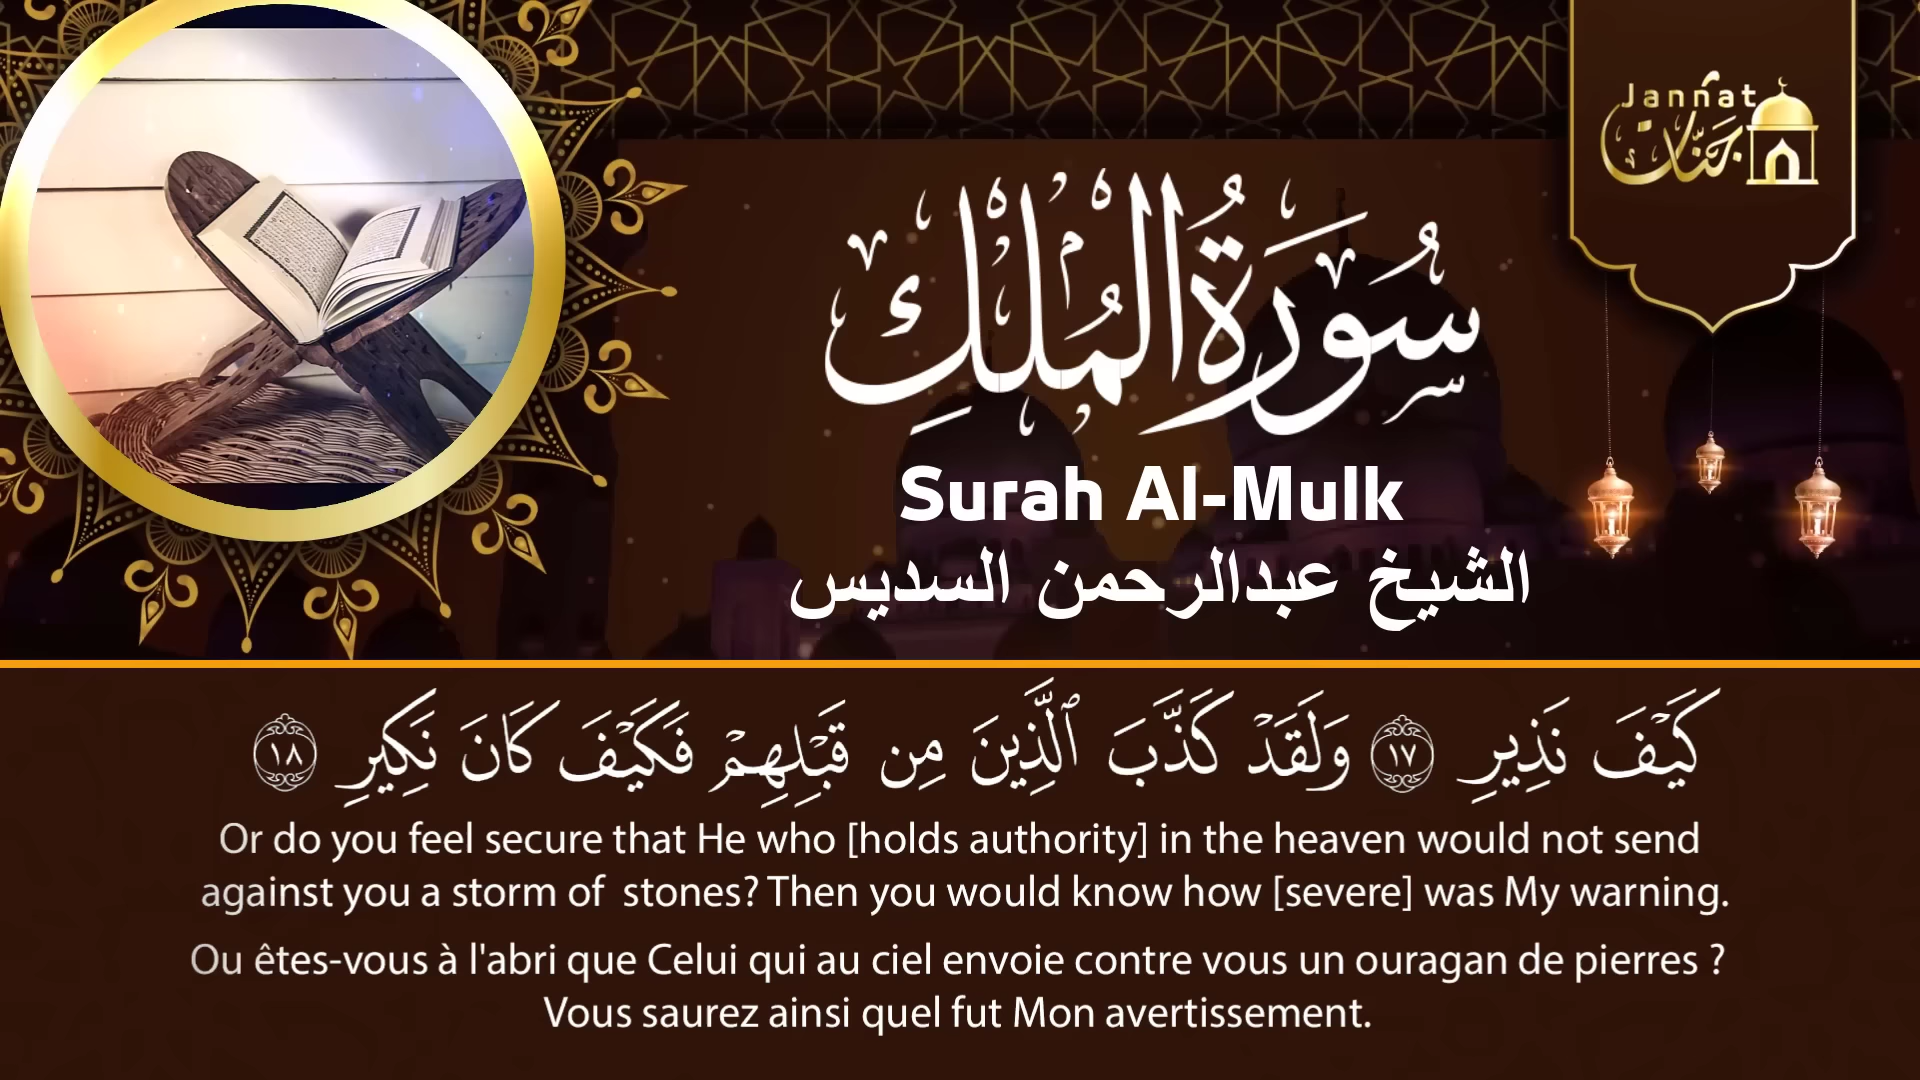 Jannat
جنات
سُورَةُ الْمُلْكِ
Surah Al-Mulk
الشيخ عبدالرحمن السديس
كَيْفَ نَذِيرِ ١٧ وَلَقَدْ كَذَّبَ ٱلَّذِينَ مِن قَبْلِهِمْ فَكَيْفَ كَانَ نَكِيرِ ١٨
Or do you feel secure that He who [holds authority] in the heaven would not send
against you a storm of stones? Then you would know how [severe] was My warning.
Ou êtes-vous à l'abri que Celui qui au ciel envoie contre vous un ouragan de pierres ?
Vous saurez ainsi quel fut Mon avertissement.